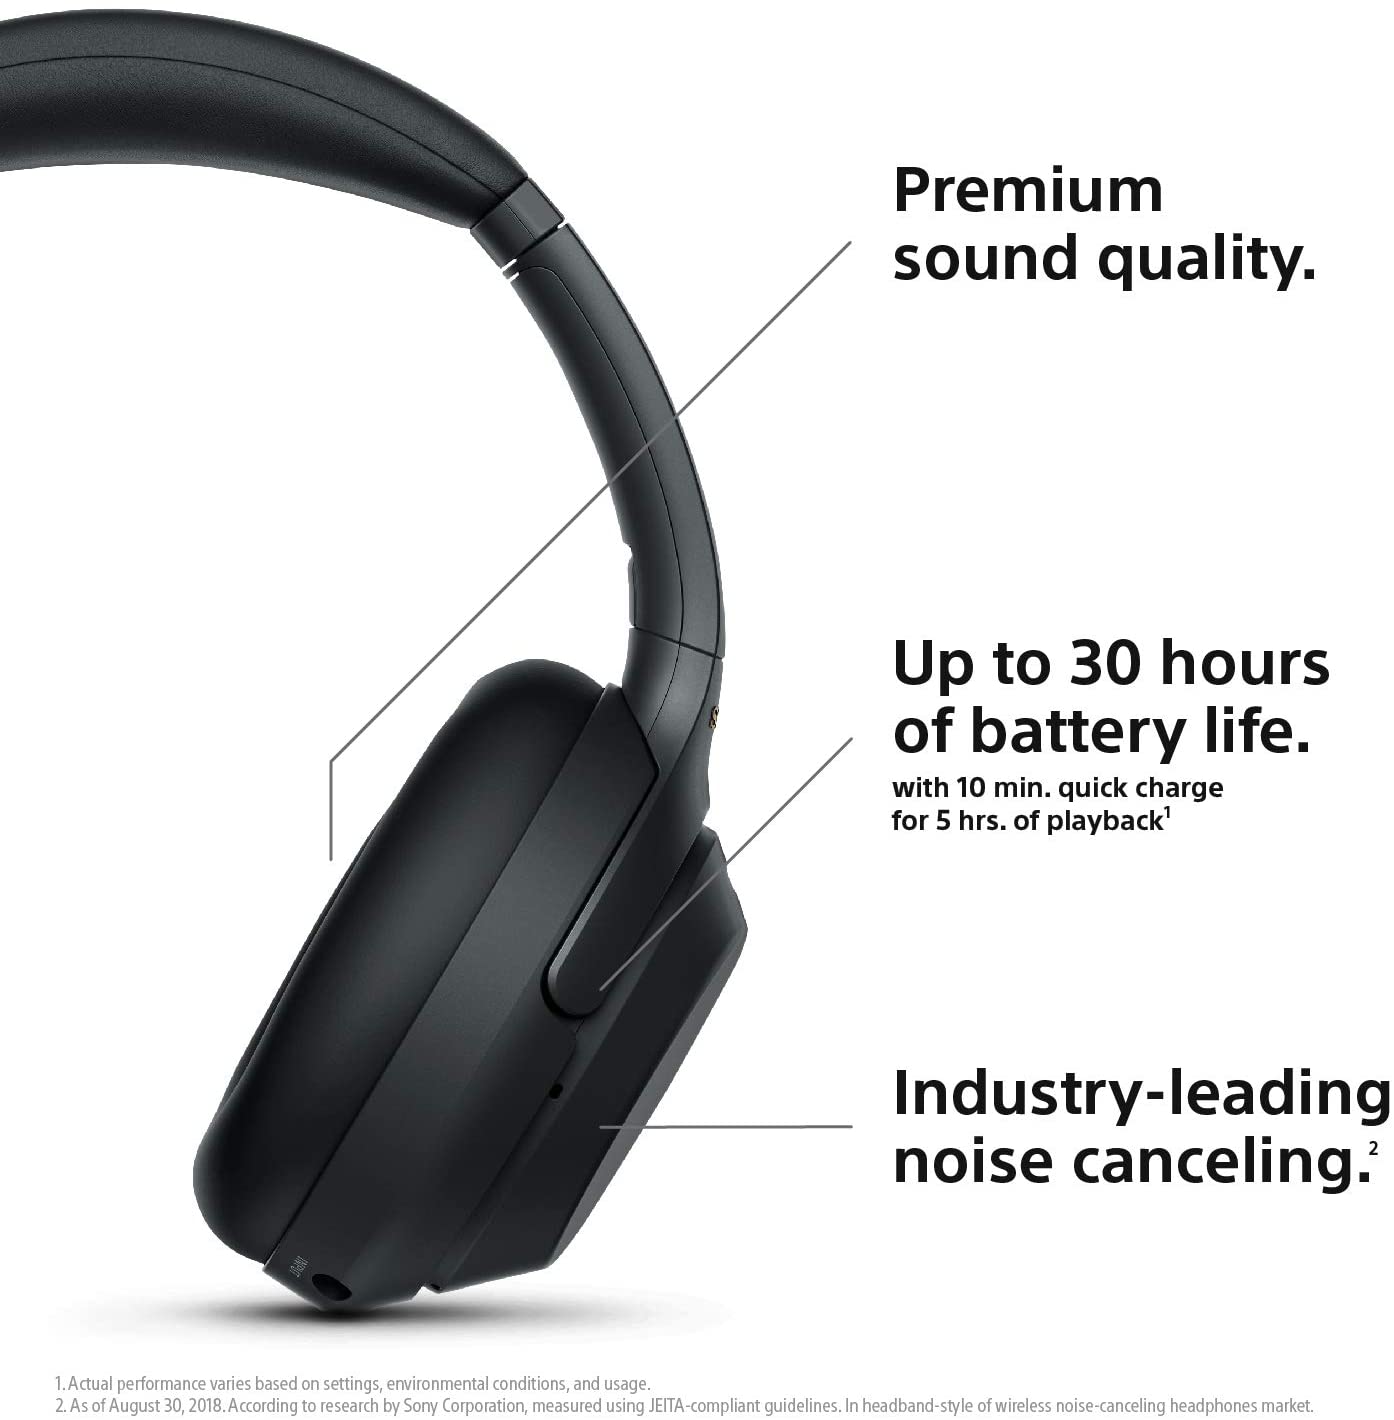 Premium
sound quality.
Up to 30 hours
of battery life.
with 10 min. quick charge
for 5 hrs. of playback1
Industry-leading
noise canceling.2
INPUT
1. Actual performance varies based on settings, environmental conditions, and usage.
2. As of August 30, 2018. According to research by Sony Corporation, measured using JEITA-compliant guidelines. In headband-style of wireless noise-canceling headphones market.